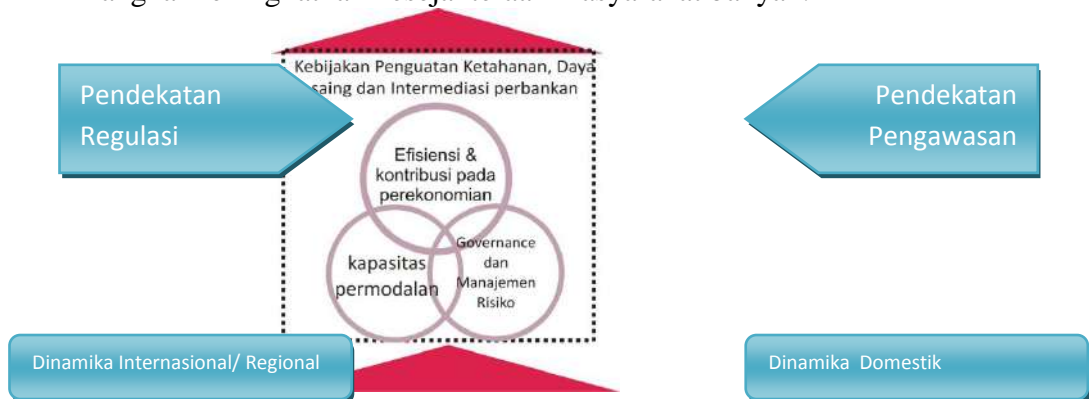 Kebijakan Penguatan Ketahanan, Daya
saing dan Intermediasi perbankan
Pendekatan
Regulasi
Pendekatan
Pengawasan
Efisiensi &
kontribusi pada
perekonomian
kapasitas
permodalan
Governance
dan
Manajemen
Risiko
Dinamika Internasional/ Regional
Dinamika Domestik